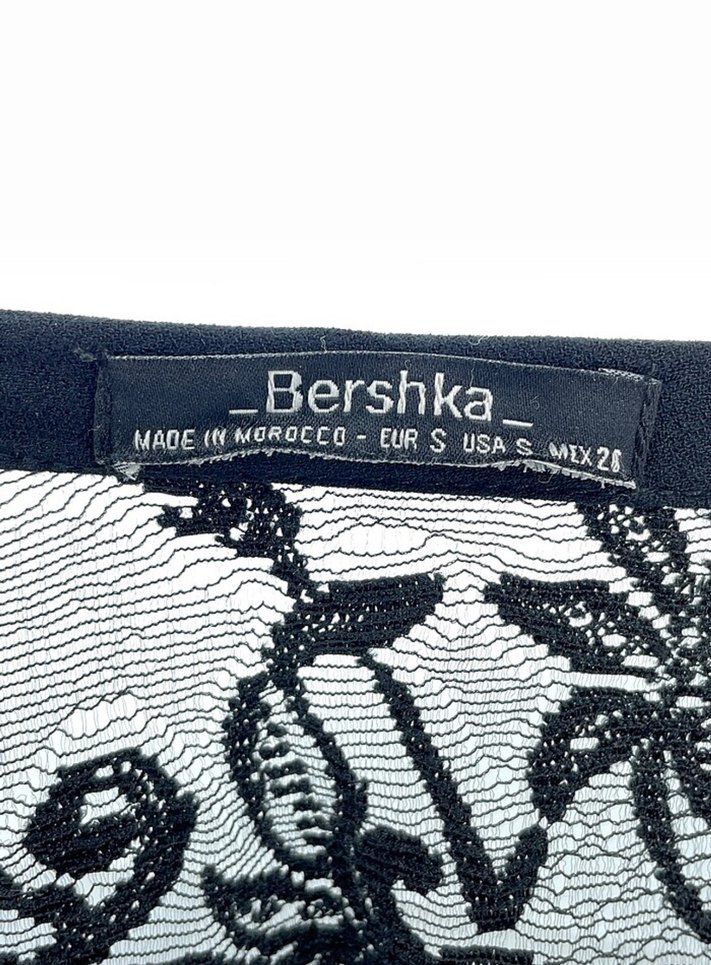 _Bershka_
MADE IN MOROCCO - EUR S USA S MEX 26